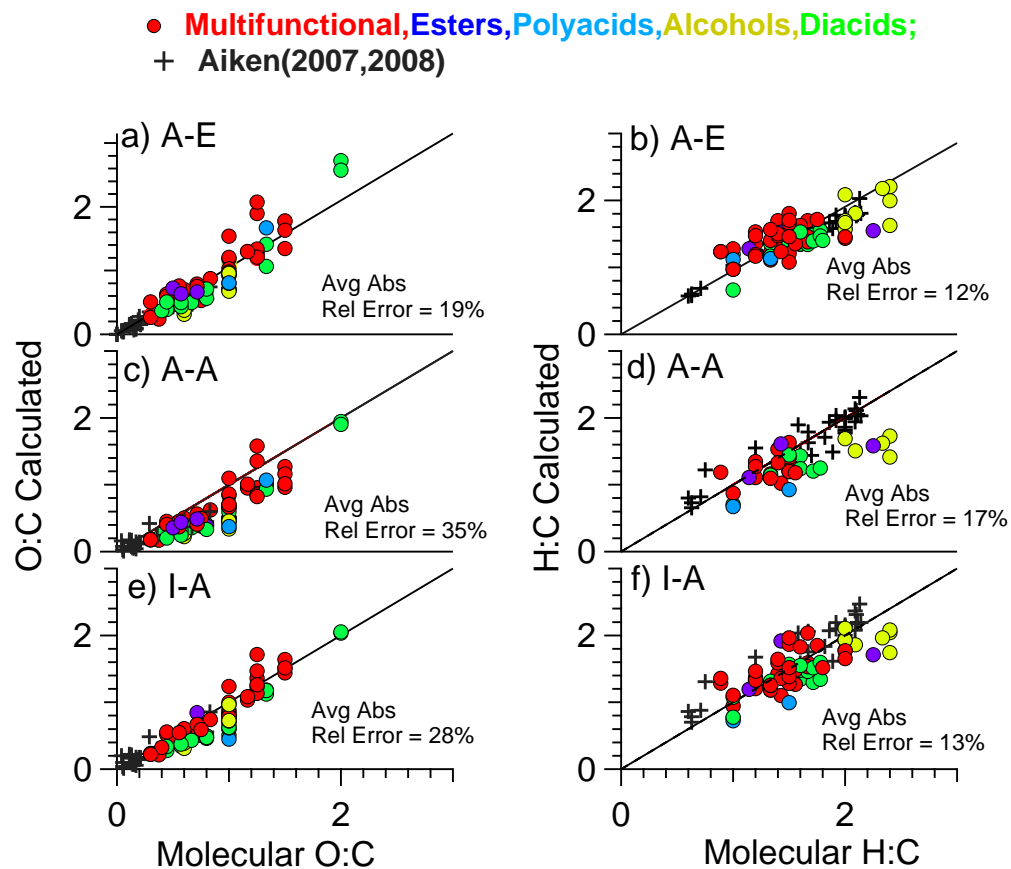 Multifunctional,Esters,Polyacids,Alcohols,Diacids;
+ Aiken(2007,2008)
a) A-E
2
0
Avg Abs
Rel Error = 19%
b) A-E
2
0
Avg Abs
Rel Error = 12%
c) A-A
2
0
Avg Abs
Rel Error = 35%
d) A-A
2
0
Avg Abs
Rel Error = 17%
e) I-A
2
0
Avg Abs
Rel Error = 28%
f) I-A
2
0
Avg Abs
Rel Error = 13%
O:C Calculated
H:C Calculated
0 2
0 2
Molecular O:C
Molecular H:C